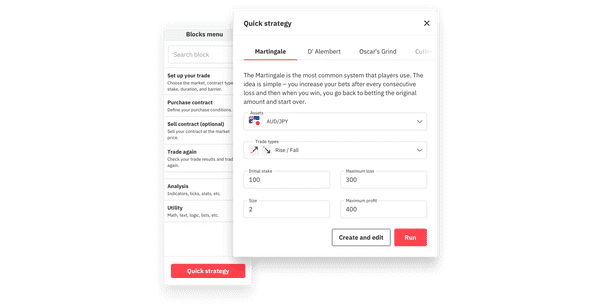 Blocks menu
Search block
Set up your trade
Choose the market, contract type
stake, duration, and barrier.
Purchase contract
Define your purchase conditions.
Sell contract (optional)
Sell your contract at the market
price.
Trade again
Check your trade results and trad
again.
Analysis
Indicators, ticks, stats, etc.
Utility
Math, text, logic, lists, etc.
Quick strategy
Quick strategy
Martingale
D' Alembert
Oscar's Grind
The Martingale is the most common system that players use. The
idea is simple – you increase your bets after every consecutive
loss and then when you win, you go back to betting the original
amount and start over.
Assets
AUD/JPY
Trade types
Rise / Fall
Initial stake
100
Maximum loss
300
Size
2
Maximum profit
400
Create and edit
Run